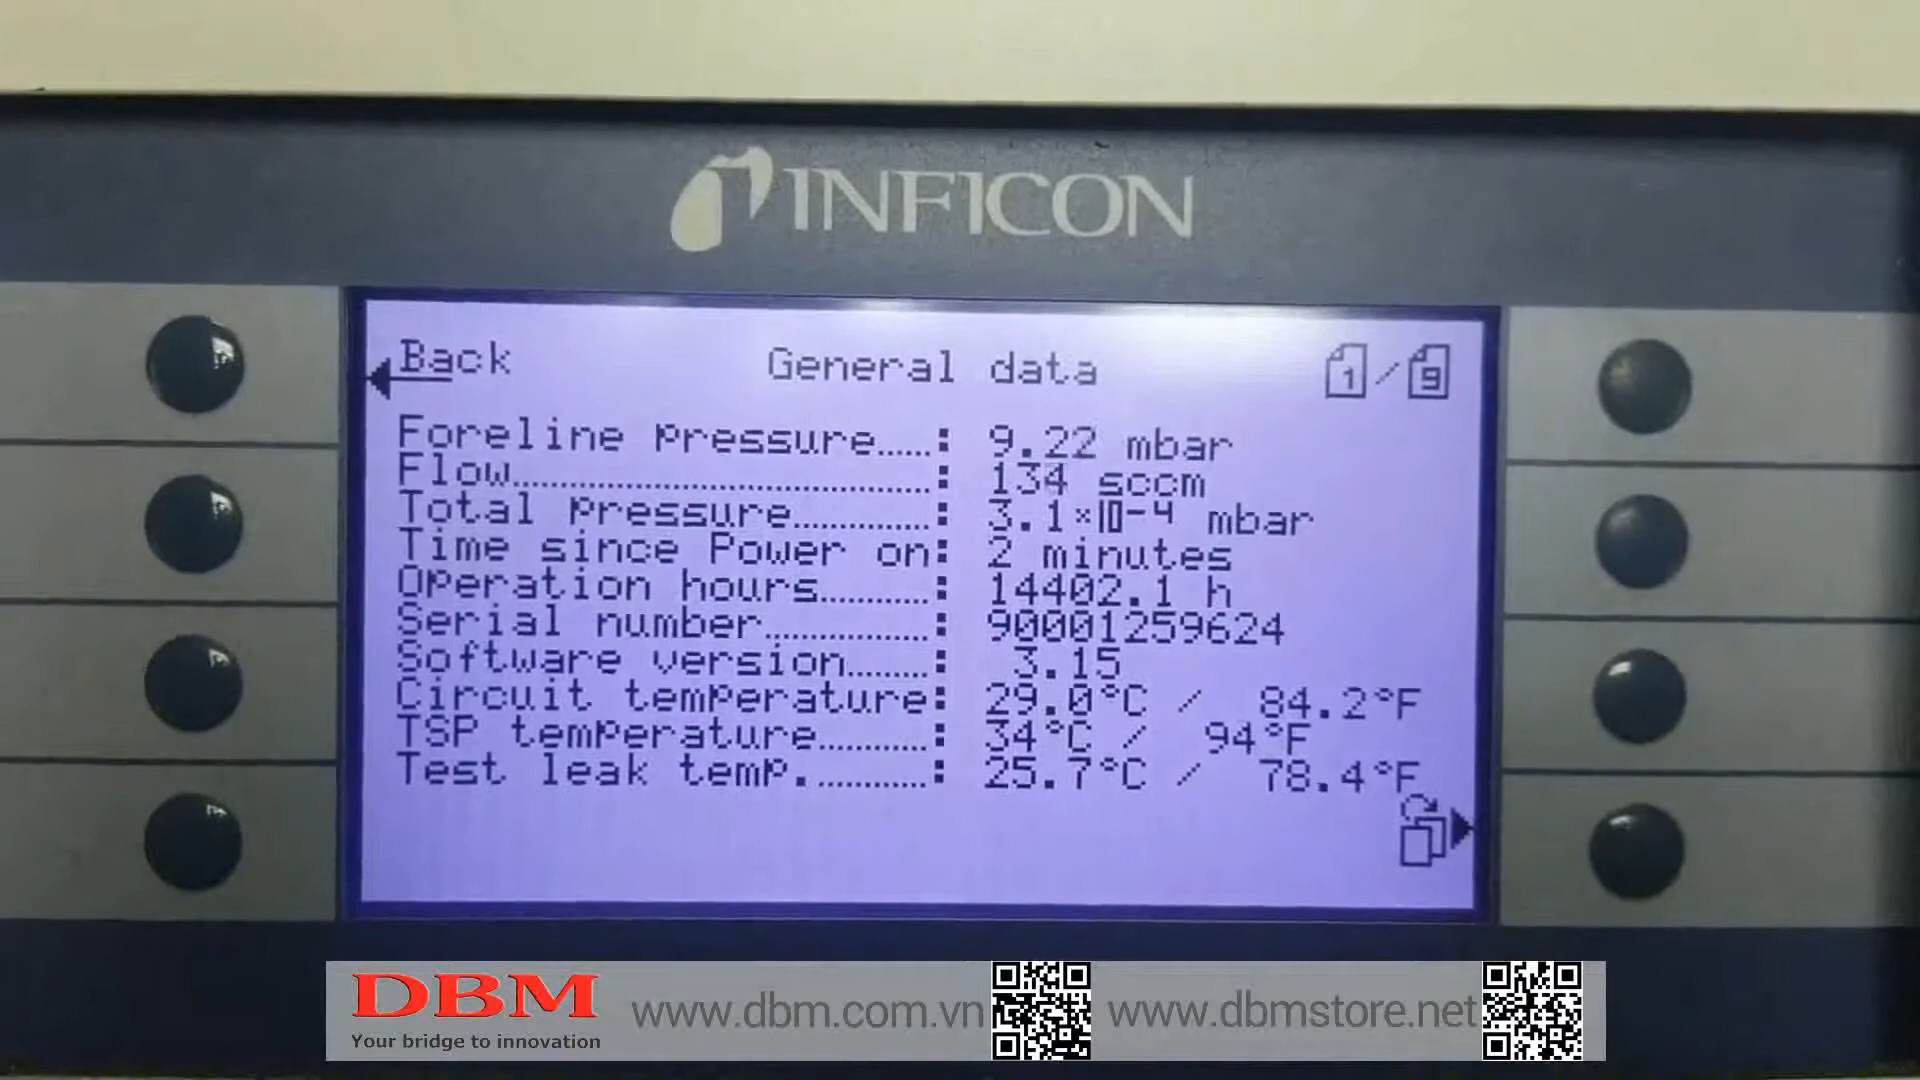 INFICON
Back General data 1/9
Foreline pressure.....: 9.22 mbar
Flow..............................: 134 sccm
Total pressure..........: 3.1×10-4 mbar
Time since Power on: 2 minutes
Operation hours........: 14402.1 h
Serial number............: 90001259624
Software version......: 3.15
Circuit temperature: 29.0°C / 84.2°F
TSP temperature........: 34°C / 94°F
Test leak temp..........: 25.7°C / 78.4°F
DBM www.dbm.com.vn www.dbmstore.net
Your bridge to innovation